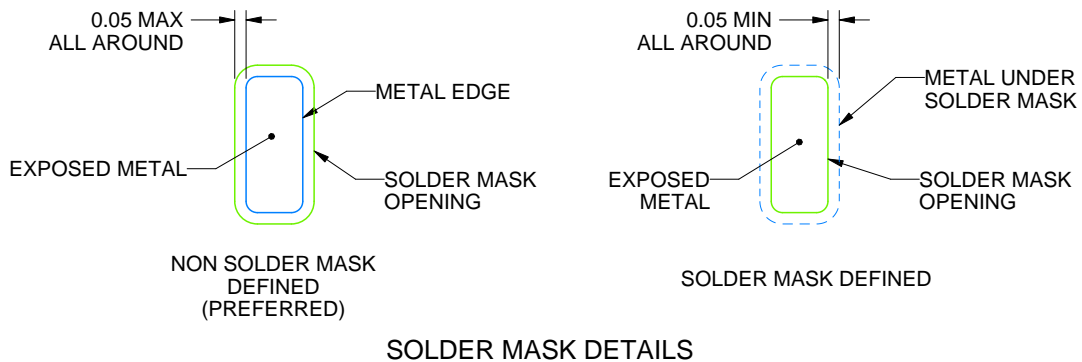 0.05 MAX
ALL AROUND
METAL EDGE
EXPOSED METAL
SOLDER MASK
OPENING
NON SOLDER MASK
DEFINED
(PREFERRED)
0.05 MIN
ALL AROUND
METAL UNDER
SOLDER MASK
EXPOSED
METAL
SOLDER MASK
OPENING
SOLDER MASK DEFINED
SOLDER MASK DETAILS